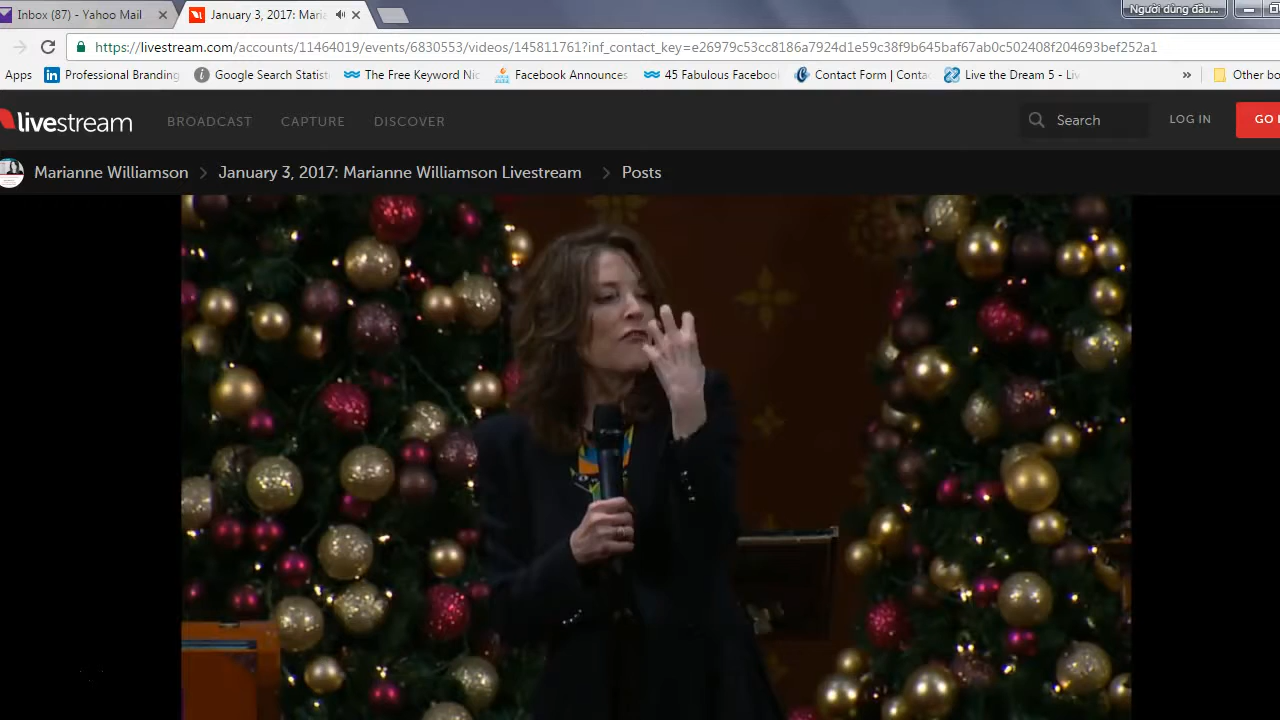 Inbox (87) - Yahoo Mail
January 3, 2017: Maria
Người dùng đầu...
https://livestream.com/accounts/11464019/events/6830553/videos/145811761?inf_contact_key=e26979c53cc8186a7924d1e59c38f9b645baf67ab0c502408f204693bef252a1
Apps Professional Branding Google Search Statist The Free Keyword Nic Facebook Announces 45 Fabulous Facebook Contact Form | Conta Live the Dream 5 - Liv » Other bo
livestream BROADCAST CAPTURE DISCOVER Search LOG IN GO
Marianne Williamson January 3, 2017: Marianne Williamson Livestream Posts